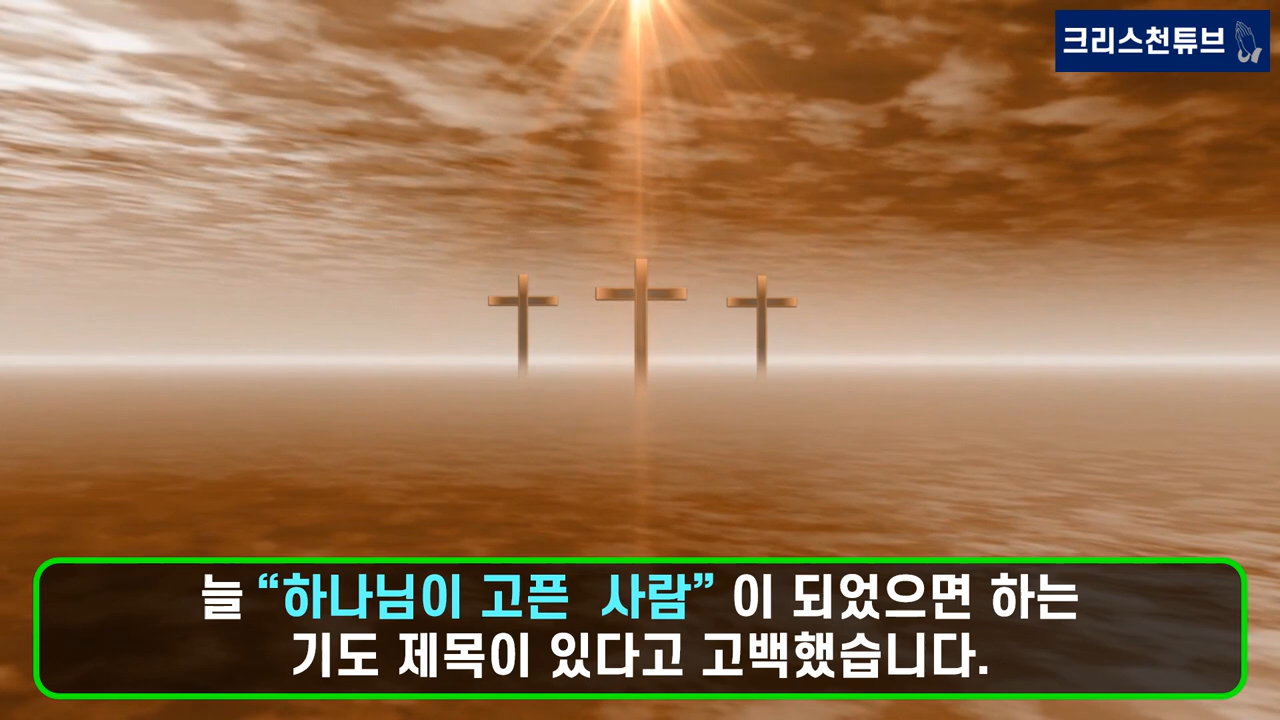 크리스천튜브
늘 “하나님이 고픈 사람” 이 되었으면 하는
기도 제목이 있다고 고백했습니다.